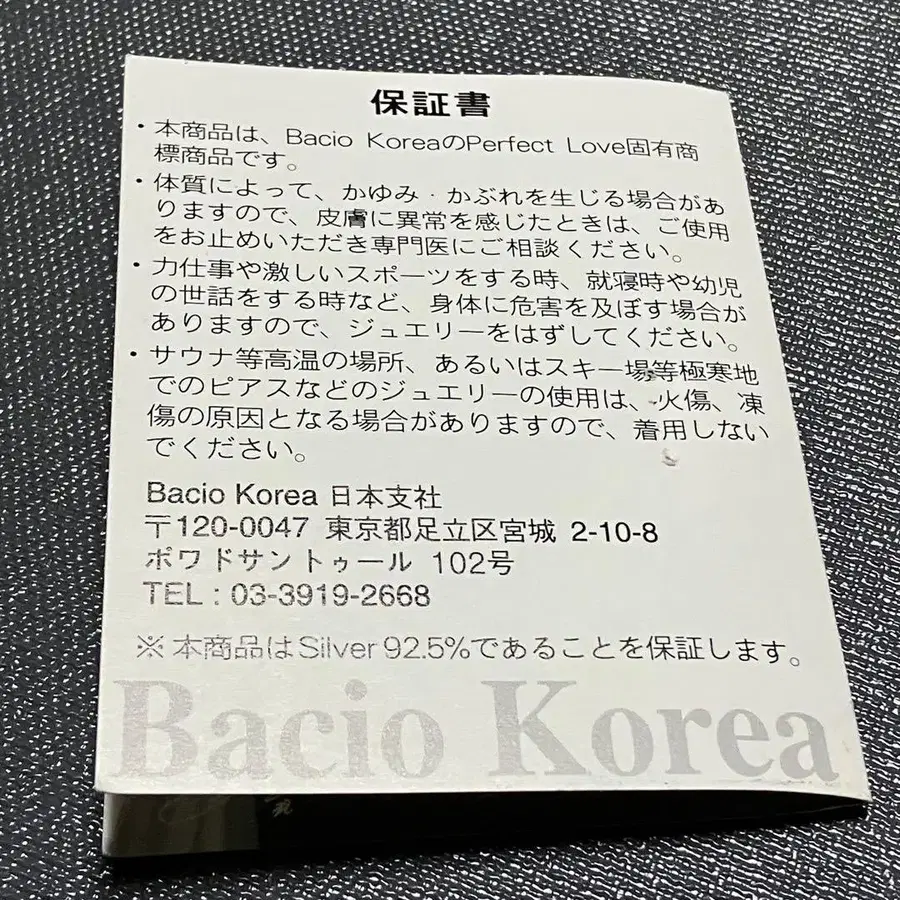 保証書
・本商品は、Bacio KoreaのPerfect Love固有商
標商品です。
・体質によって、かゆみ・かぶれを生じる場合があ
りますので、皮膚に異常を感じたときは、ご使用
をお止めいただき専門医にご相談ください。
・力仕事や激しいスポーツをする時、就寝時や幼児
の世話をする時など、身体に危害を及ぼす場合が
ありますので、ジュエリーをはずしてください。
・サウナ等高温の場所、あるいはスキー場等極寒地
でのピアスなどのジュエリーの使用は、火傷、凍
傷の原因となる場合がありますので、着用しない
でください。
Bacio Korea 日本支社
〒120-0047 東京都足立区宮城 2-10-8
ボワドサントゥール 102号
TEL : 03-3919-2668
※ 本商品はSilver 92.5%であることを保証します。
Bacio Korea